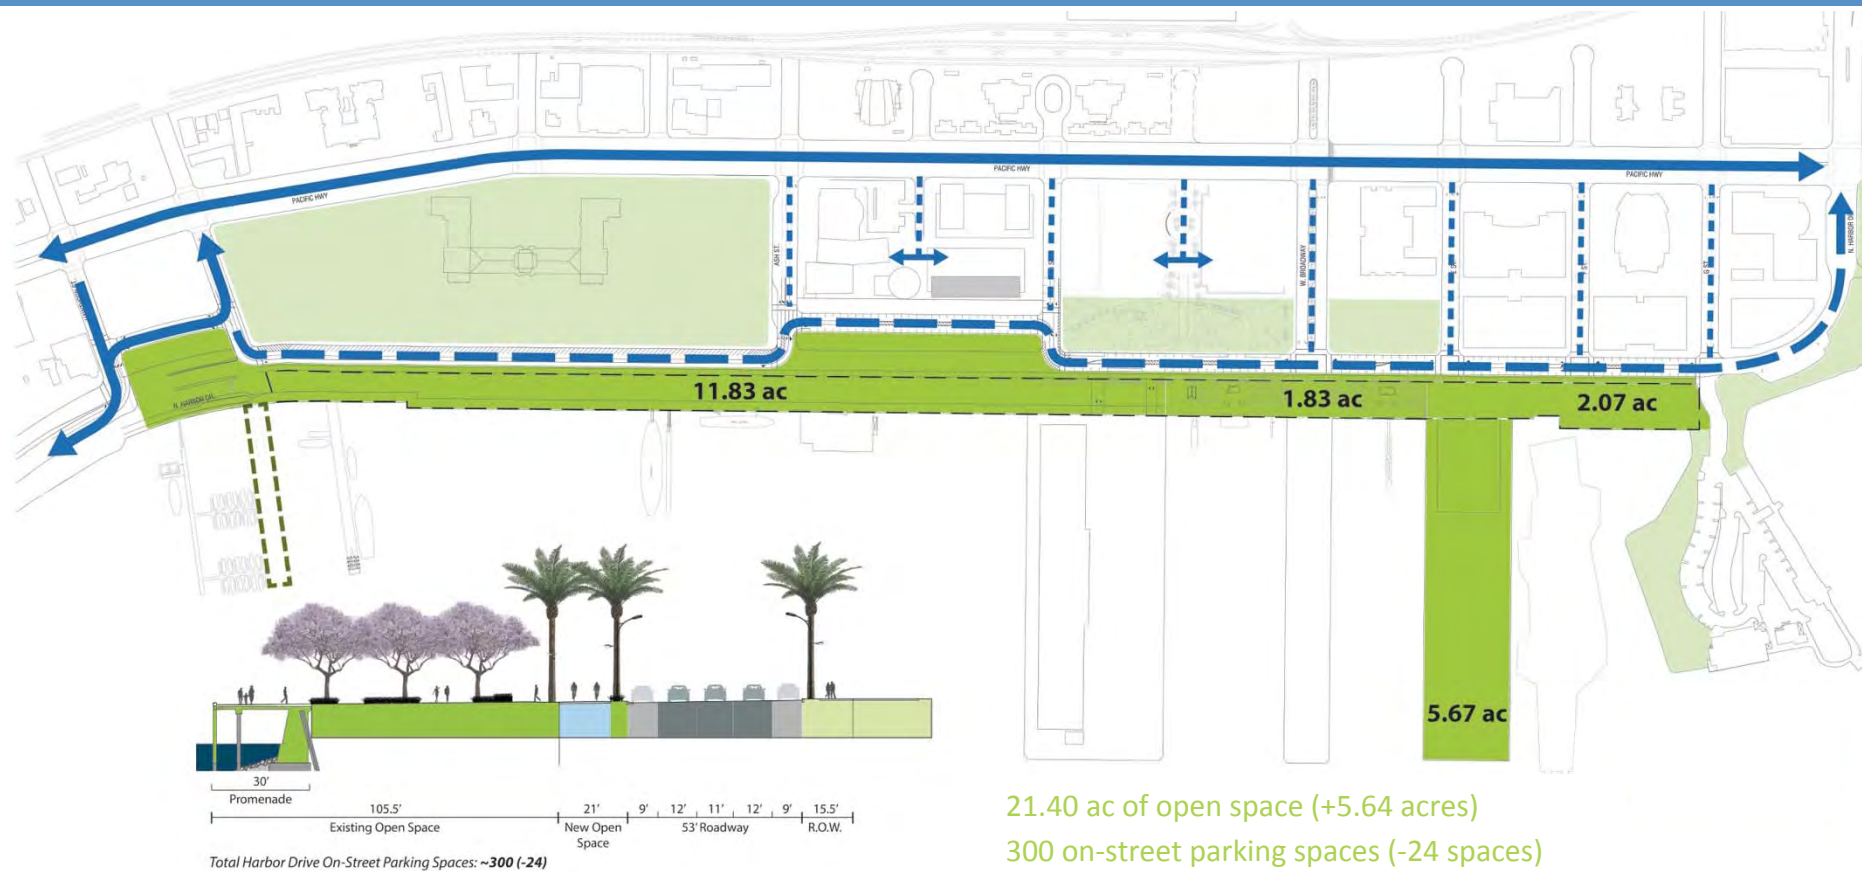 PACIFIC HWY
PACIFIC HWY
PACIFIC HWY
ASH ST.
W. BROADWAY
G ST.
N. HARBOR DR.
N. HARBOR DR.
11.83 ac
1.83 ac
2.07 ac
5.67 ac
30'
Promenade
105.5'
21'
9'
12'
11'
12'
9'
15.5'
Existing Open Space
New Open
Space
53' Roadway
R.O.W.
Total Harbor Drive On-Street Parking Spaces: ~300 (-24)
21.40 ac of open space (+5.64 acres)
300 on-street parking spaces (-24 spaces)